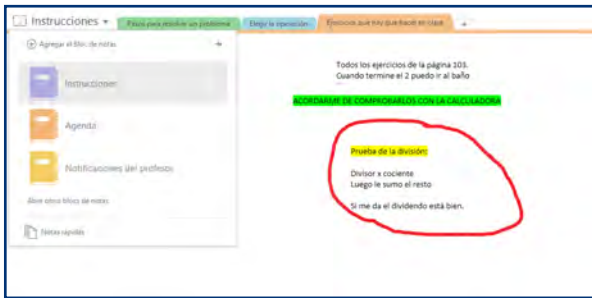 Instrucciones
Pasos para resolver un problema
Elegir la operación
Ejercicios que hay que hacer en clase
+
Agregar el bloc de notas
Instrucciones
Agenda
Notificaciones del profesor
Abrir otros blocs de notas
Notas rápidas
Todos los ejercicios de la página 103.
Cuando termine el 2 puedo ir al baño
ACORDARME DE COMPROBARLOS CON LA CALCULADORA
Prueba de la división:
Divisor x cociente
Luego le sumo el resto
Si me da el dividendo está bien.